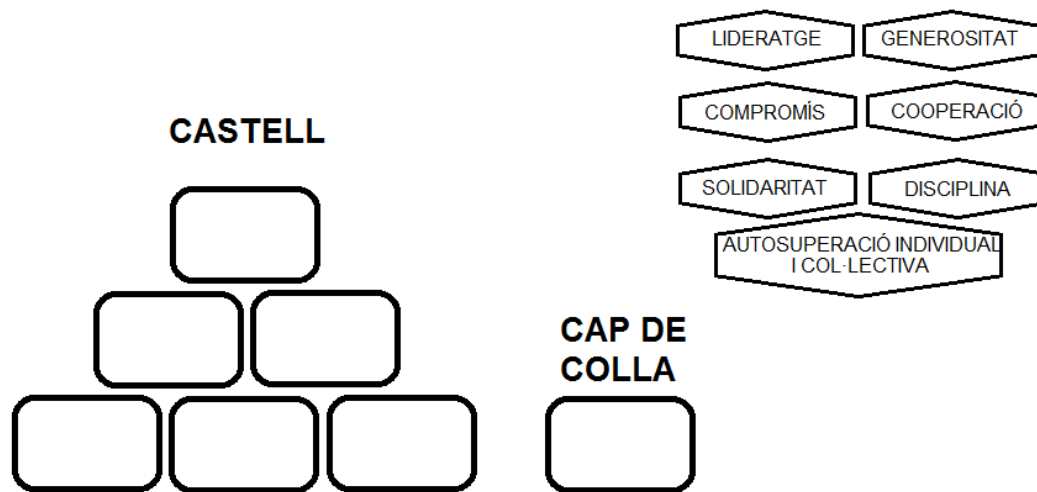 LIDERATGE
GENEROSITAT
COMPROMÍS
COOPERACIÓ
CASTELL
SOLIDARITAT
DISCIPLINA
AUTOSUPERACIÓ INDIVIDUAL
I COL·LECTIVA
CAP DE
COLLA